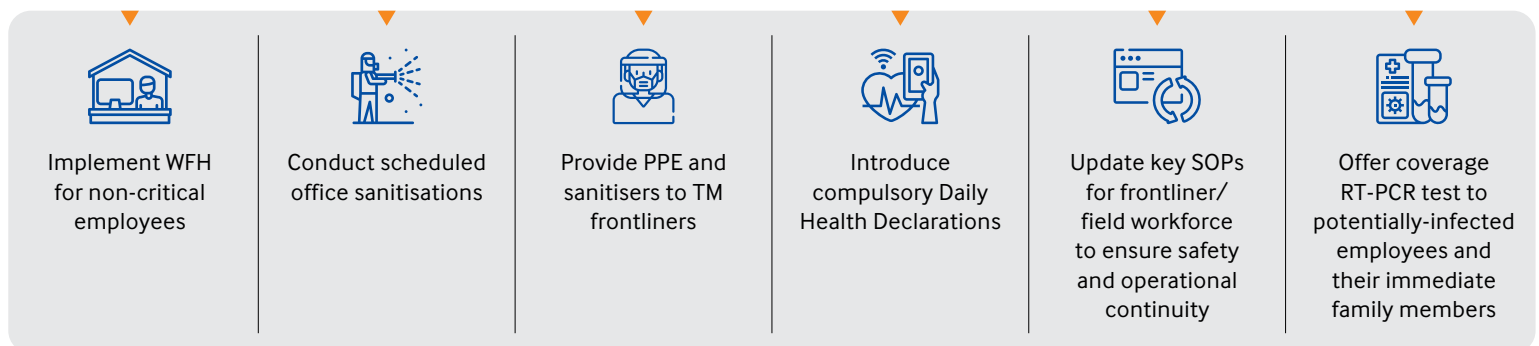 Implement WFH
for non-critical
employees
Conduct scheduled
office sanitisations
Provide PPE and
sanitisers to TM
frontliners
Introduce
compulsory Daily
Health Declarations
Update key SOPs
for frontliner/
field workforce
to ensure safety
and operational
continuity
Offer coverage
RT-PCR test to
potentially-infected
employees and
their immediate
family members